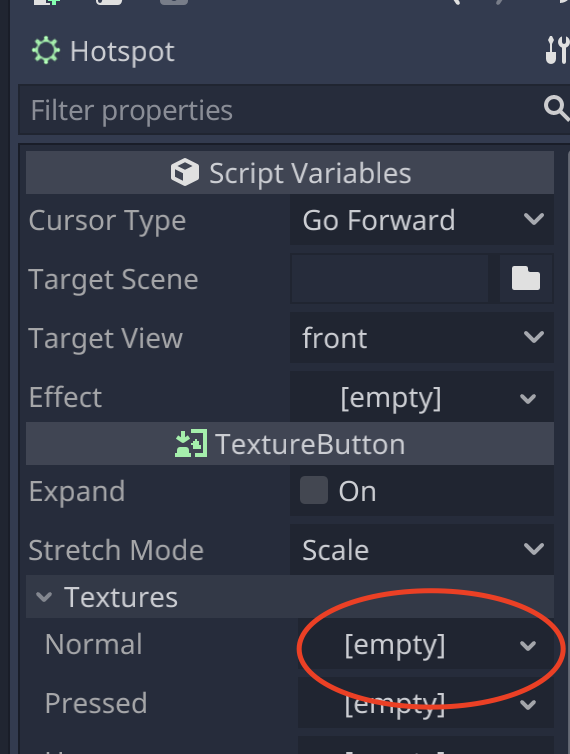 Hotspot
Filter properties
Script Variables
Cursor Type Go Forward
Target Scene
Target View front
Effect [empty]
TextureButton
Expand On
Stretch Mode Scale
Textures
Normal [empty]
Pressed [empty]